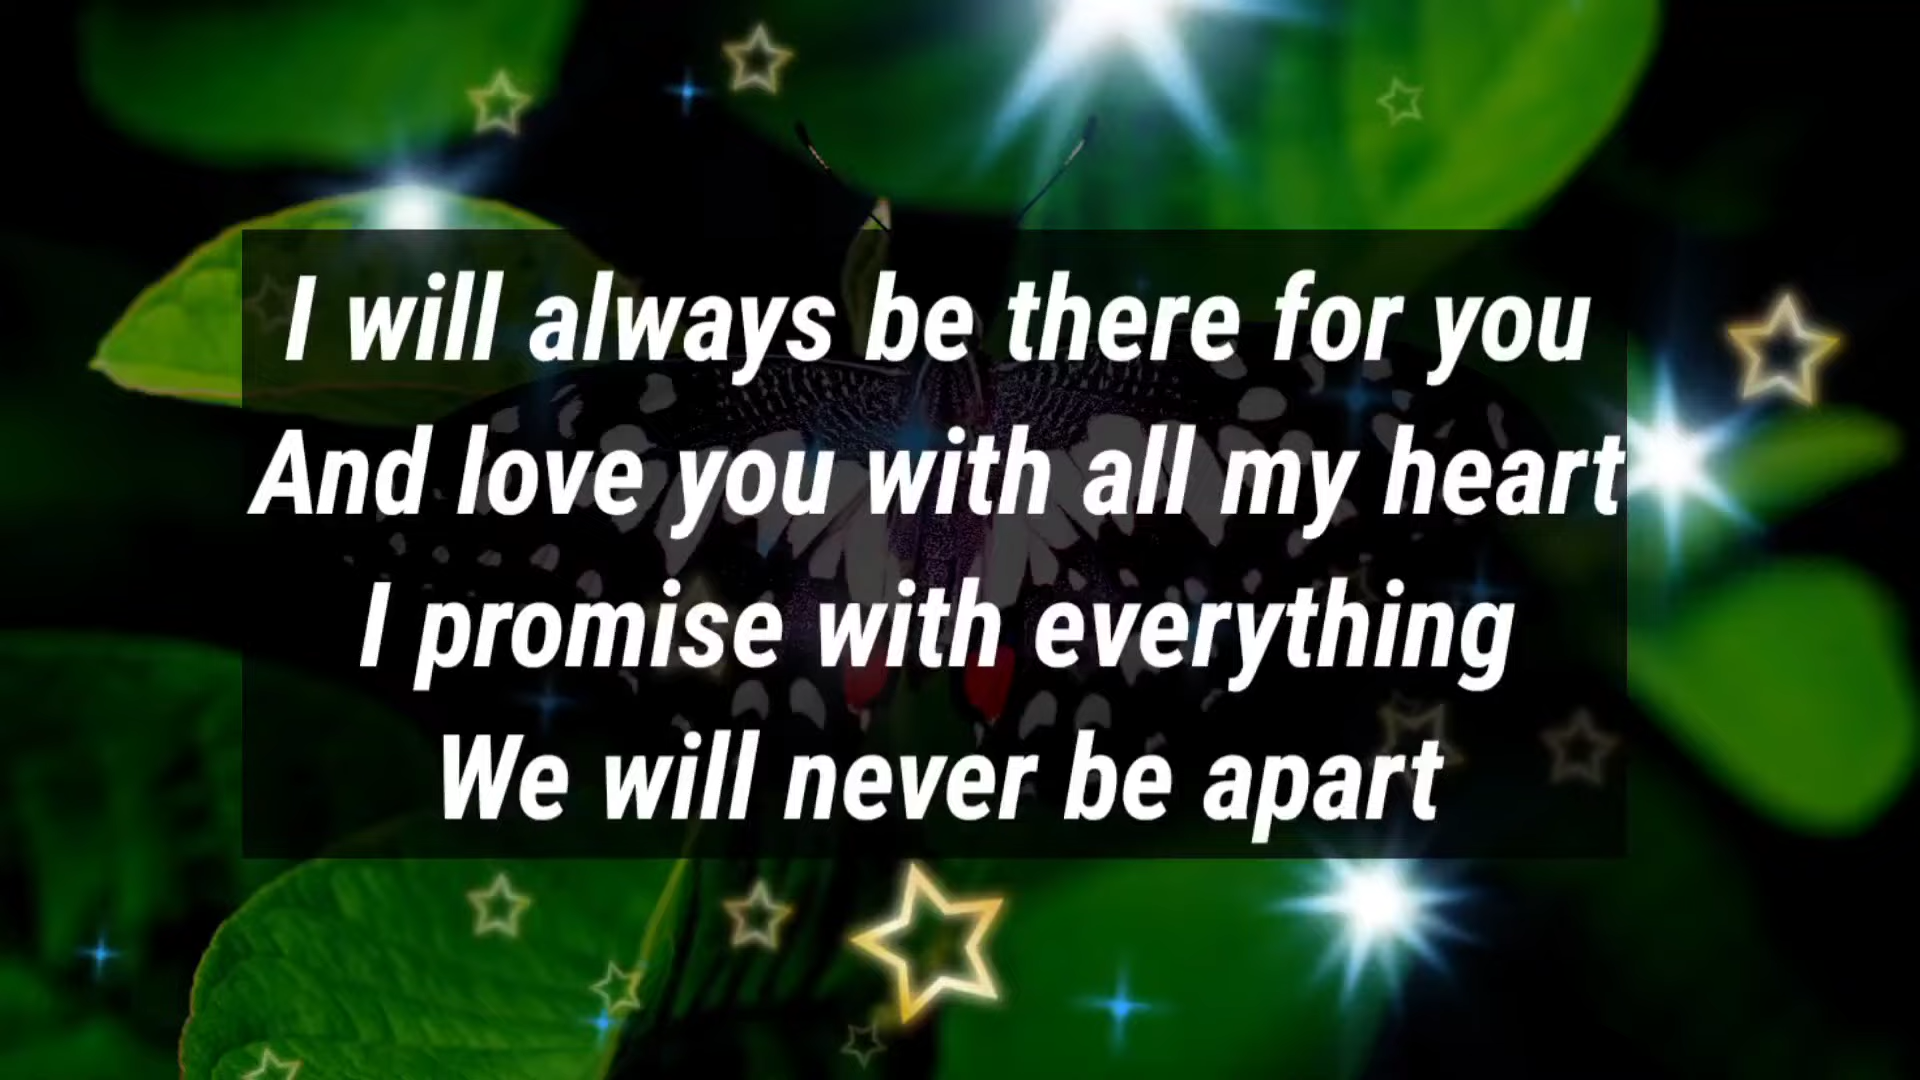 I will always be there for you
And love you with all my heart
I promise with everything
We will never be apart